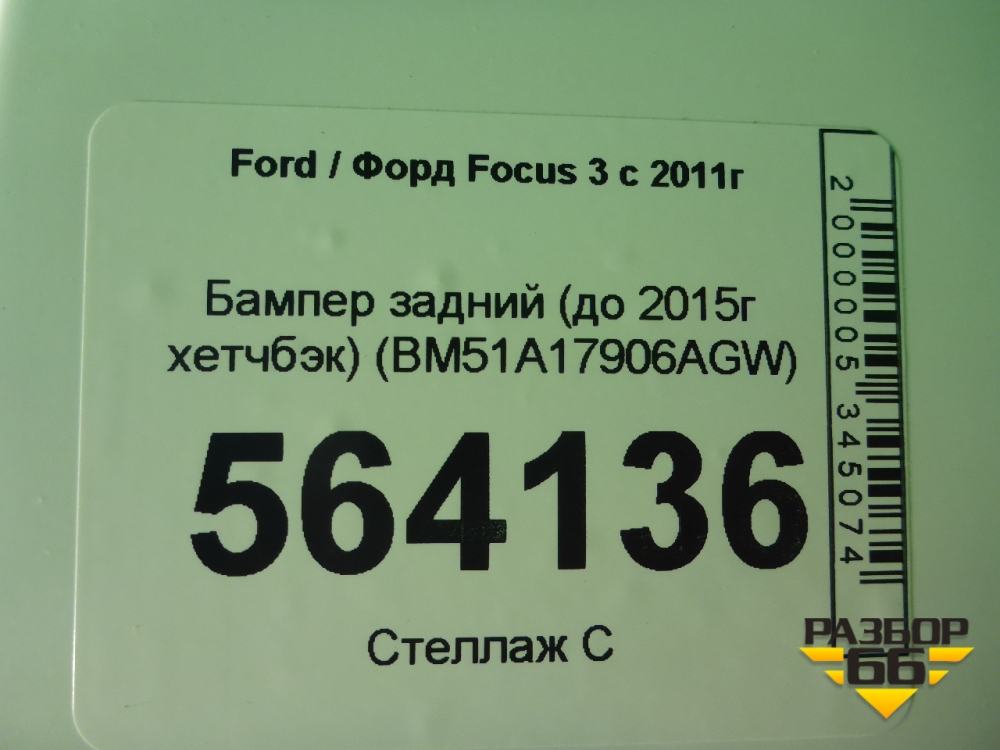 Ford / Форд Focus 3 с 2011г
Бампер задний (до 2015г
хетчбэк) (BM51A17906AGW)
564136
Стеллаж С
2000005345074
РАЗБОР
66